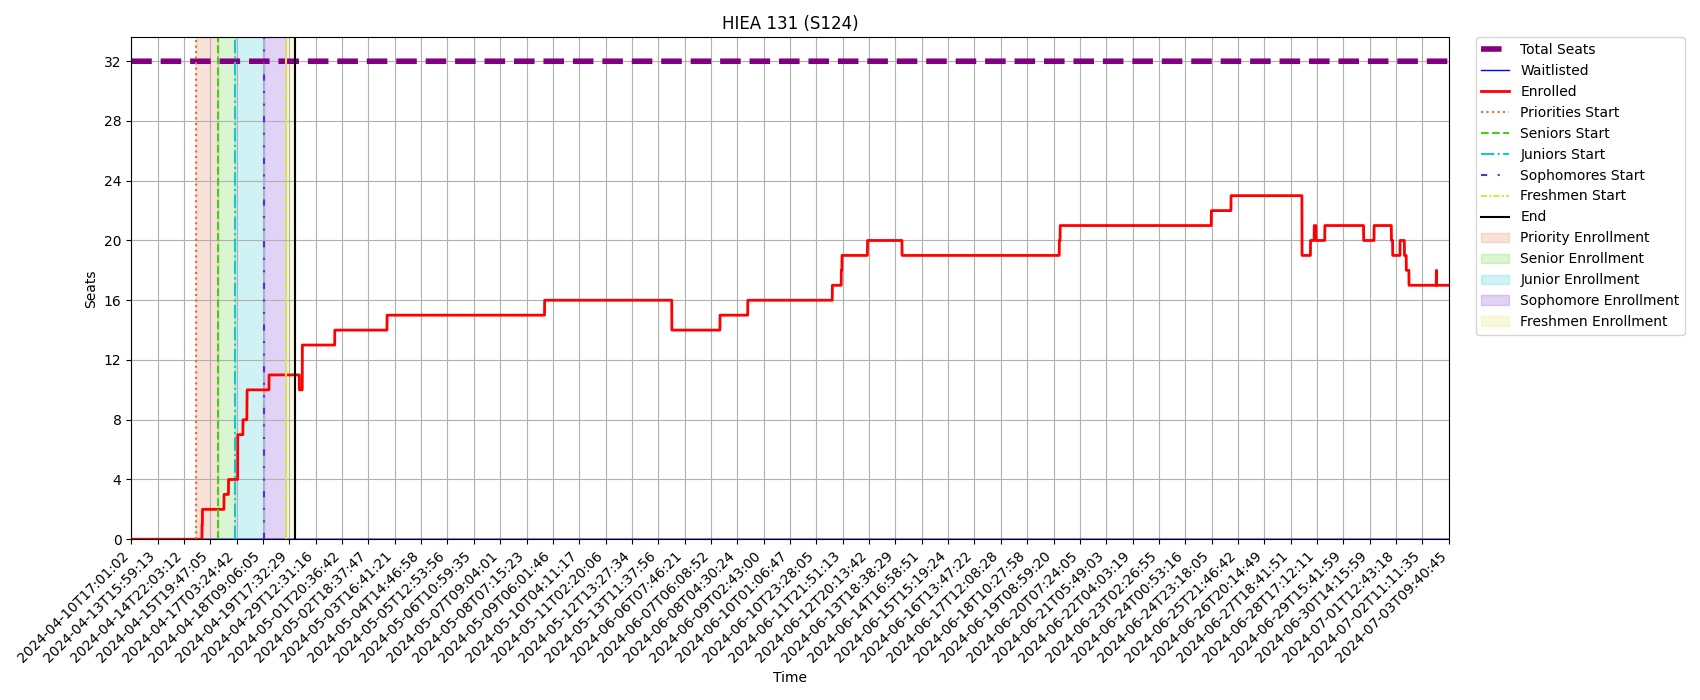 HIEA 131 (S124)
Seats
32
28
24
20
16
12
8
4
0
Total Seats
Waitlisted
Enrolled
Priorities Start
Seniors Start
Juniors Start
Sophomores Start
Freshmen Start
End
Priority Enrollment
Senior Enrollment
Junior Enrollment
Sophomore Enrollment
Freshmen Enrollment
2024-04-10T17:01:02
2024-04-13T15:59:13
2024-04-14T22:03:12
2024-04-15T19:47:05
2024-04-17T03:24:42
2024-04-18T09:06:05
2024-04-19T17:32:29
2024-04-29T12:31:16
2024-05-01T20:36:42
2024-05-02T18:37:47
2024-05-03T16:41:21
2024-05-04T14:46:58
2024-05-05T12:53:56
2024-05-06T10:59:35
2024-05-07T09:04:01
2024-05-08T07:15:23
2024-05-09T06:01:46
2024-05-10T04:11:17
2024-05-11T02:20:06
2024-05-12T13:27:34
2024-05-13T11:37:56
2024-06-06T07:46:21
2024-06-07T06:08:52
2024-06-08T04:30:24
2024-06-09T02:43:00
2024-06-10T01:06:47
2024-06-10T23:28:05
2024-06-11T21:51:13
2024-06-12T20:13:42
2024-06-13T18:38:29
2024-06-14T16:58:51
2024-06-15T15:19:24
2024-06-16T13:47:22
2024-06-17T12:08:28
2024-06-18T10:27:58
2024-06-19T08:59:20
2024-06-20T07:24:05
2024-06-21T05:49:03
2024-06-22T04:03:19
2024-06-23T02:26:55
2024-06-24T00:53:16
2024-06-24T23:18:05
2024-06-25T21:46:42
2024-06-26T20:14:49
2024-06-27T18:41:51
2024-06-28T17:12:11
2024-06-29T15:41:59
2024-06-30T14:15:59
2024-07-01T12:43:18
2024-07-02T11:11:35
2024-07-03T09:40:45
Time